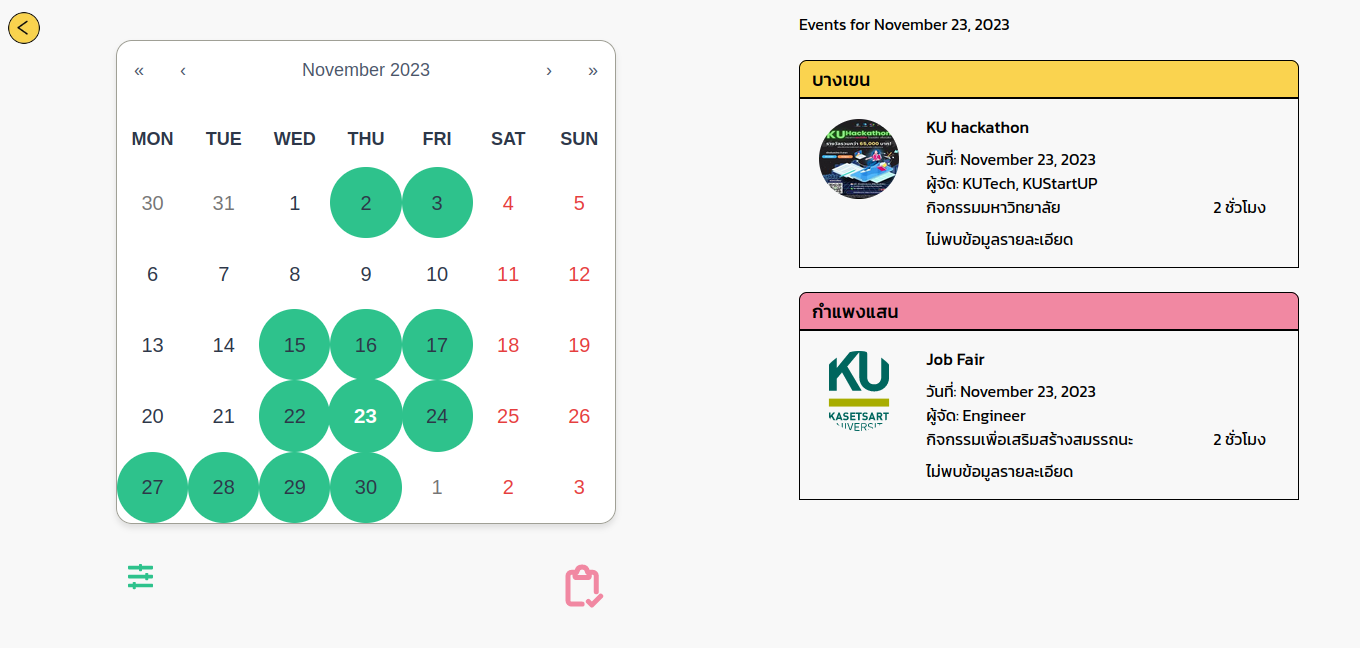 « ‹ November 2023 › »
MON TUE WED THU FRI SAT SUN
30 31 1 2 3 4 5
6 7 8 9 10 11 12
13 14 15 16 17 18 19
20 21 22 23 24 25 26
27 28 29 30 1 2 3
Events for November 23, 2023
บางเขน
KUHackathon
KU hackathon
วันที่: November 23, 2023
ผู้จัด: KUTech, KUStartUP
กิจกรรมมหาวิทยาลัย 2 ชั่วโมง
ไม่พบข้อมูลรายละเอียด
กำแพงแสน
KU
KASETSART
Job Fair
วันที่: November 23, 2023
ผู้จัด: Engineer
กิจกรรมเพื่อเสริมสร้างสมรรถนะ 2 ชั่วโมง
ไม่พบข้อมูลรายละเอียด